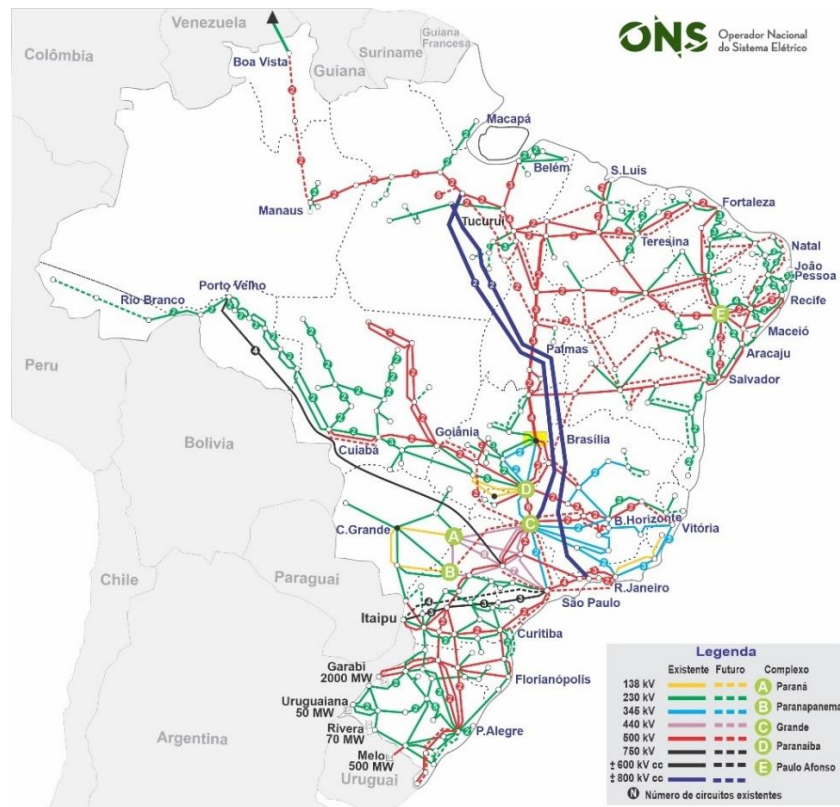 ONS
Operador Nacional
do Sistema Elétrico
Venezuela
Colômbia
Boa Vista
Guiana
Suriname
Guiana
Francesa
Macapá
Belém
S.Luis
Fortaleza
Manaus
Tucuruí
Teresina
Natal
João
Pessoa
Recife
Maceió
Aracaju
Salvador
E
Rio Branco
Porto Velho
Palmas
Peru
Bolivia
Cuiabá
Goiânia
Brasília
D
C
B.Horizonte
Vitória
C.Grande
A
B
R.Janeiro
São Paulo
Chile
Paraguai
Itaipu
Curitiba
Garabi
2000 MW
Florianópolis
Uruguaiana
50 MW
Rivera
70 MW
P.Alegre
Melo
500 MW
Argentina
Uruguai
Legenda
Existente Futuro Complexo
138 kV A Paraná
230 kV B Paranapanema
345 kV C Grande
440 kV D Paranaiba
500 kV E Paulo Afonso
750 kV
±600 kV cc
±800 kV cc
N Número de circuitos existentes